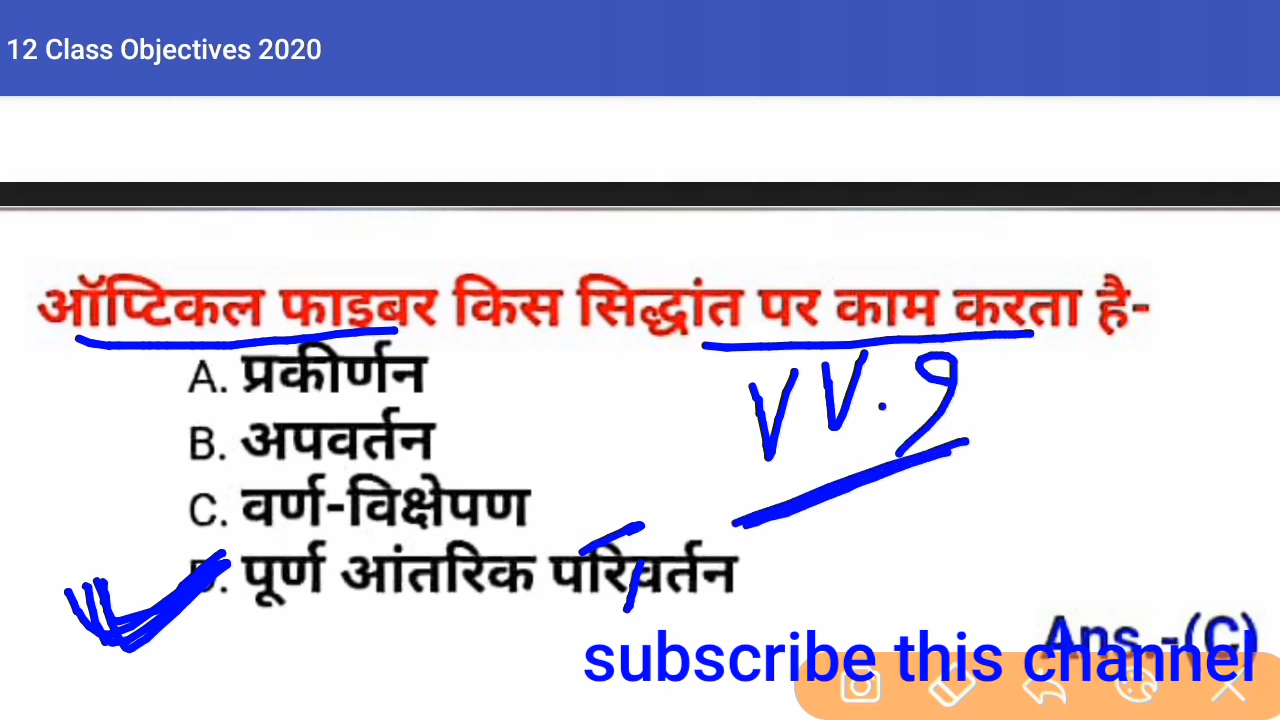 12 Class Objectives 2020
ऑप्टिकल फाइबर किस सिद्धांत पर काम करता है-
A. प्रकीर्णन
VV.9
B. अपवर्तन
C. वर्ण-विक्षेपण
D. पूर्ण आंतरिक परिवर्तन
Ans.-(C)
subscribe this channel